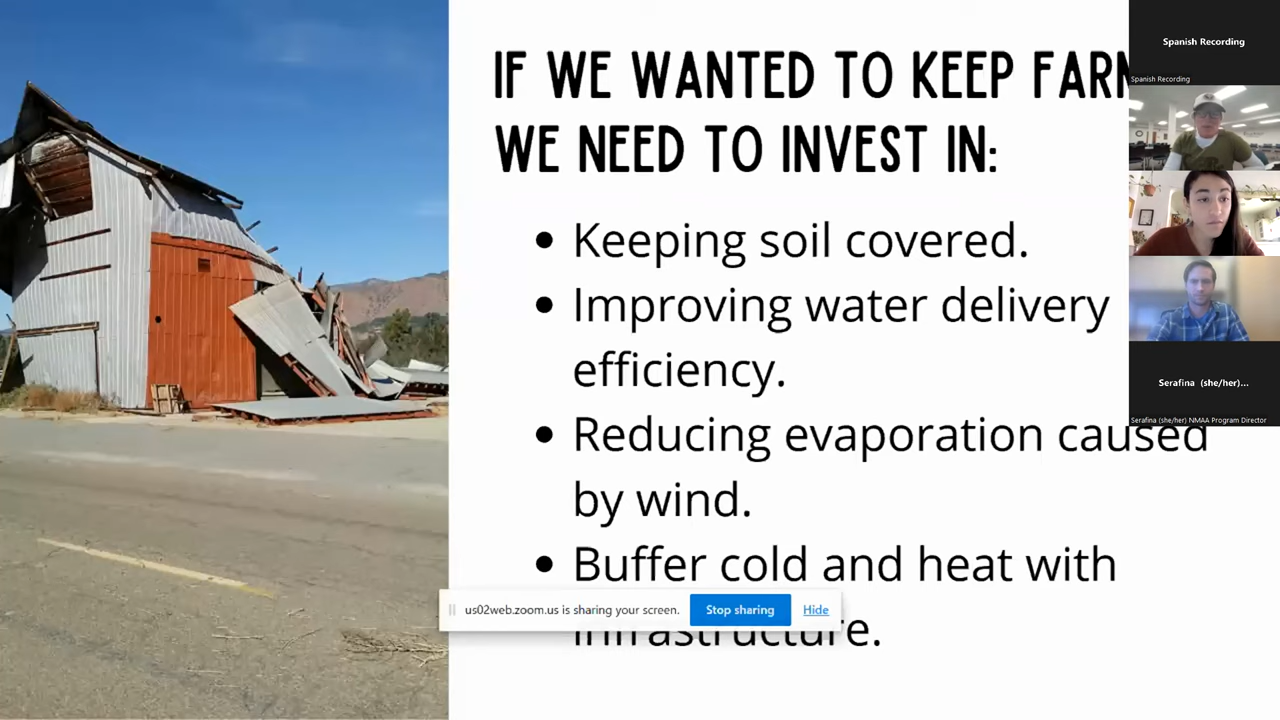 IF WE WANTED TO KEEP
WE NEED TO INVEST IN:
• Keeping soil covered.
• Improving water delivery
efficiency.
• Reducing evaporation caused
by wind.
• Buffer cold and heat with
infrastructure.
us02web.zoom.us is sharing your screen.
Stop sharing
Hide
Spanish Recording
Spanish Recording
Serafina (she/her)...
Serafina (she/her) NMAA Program Director